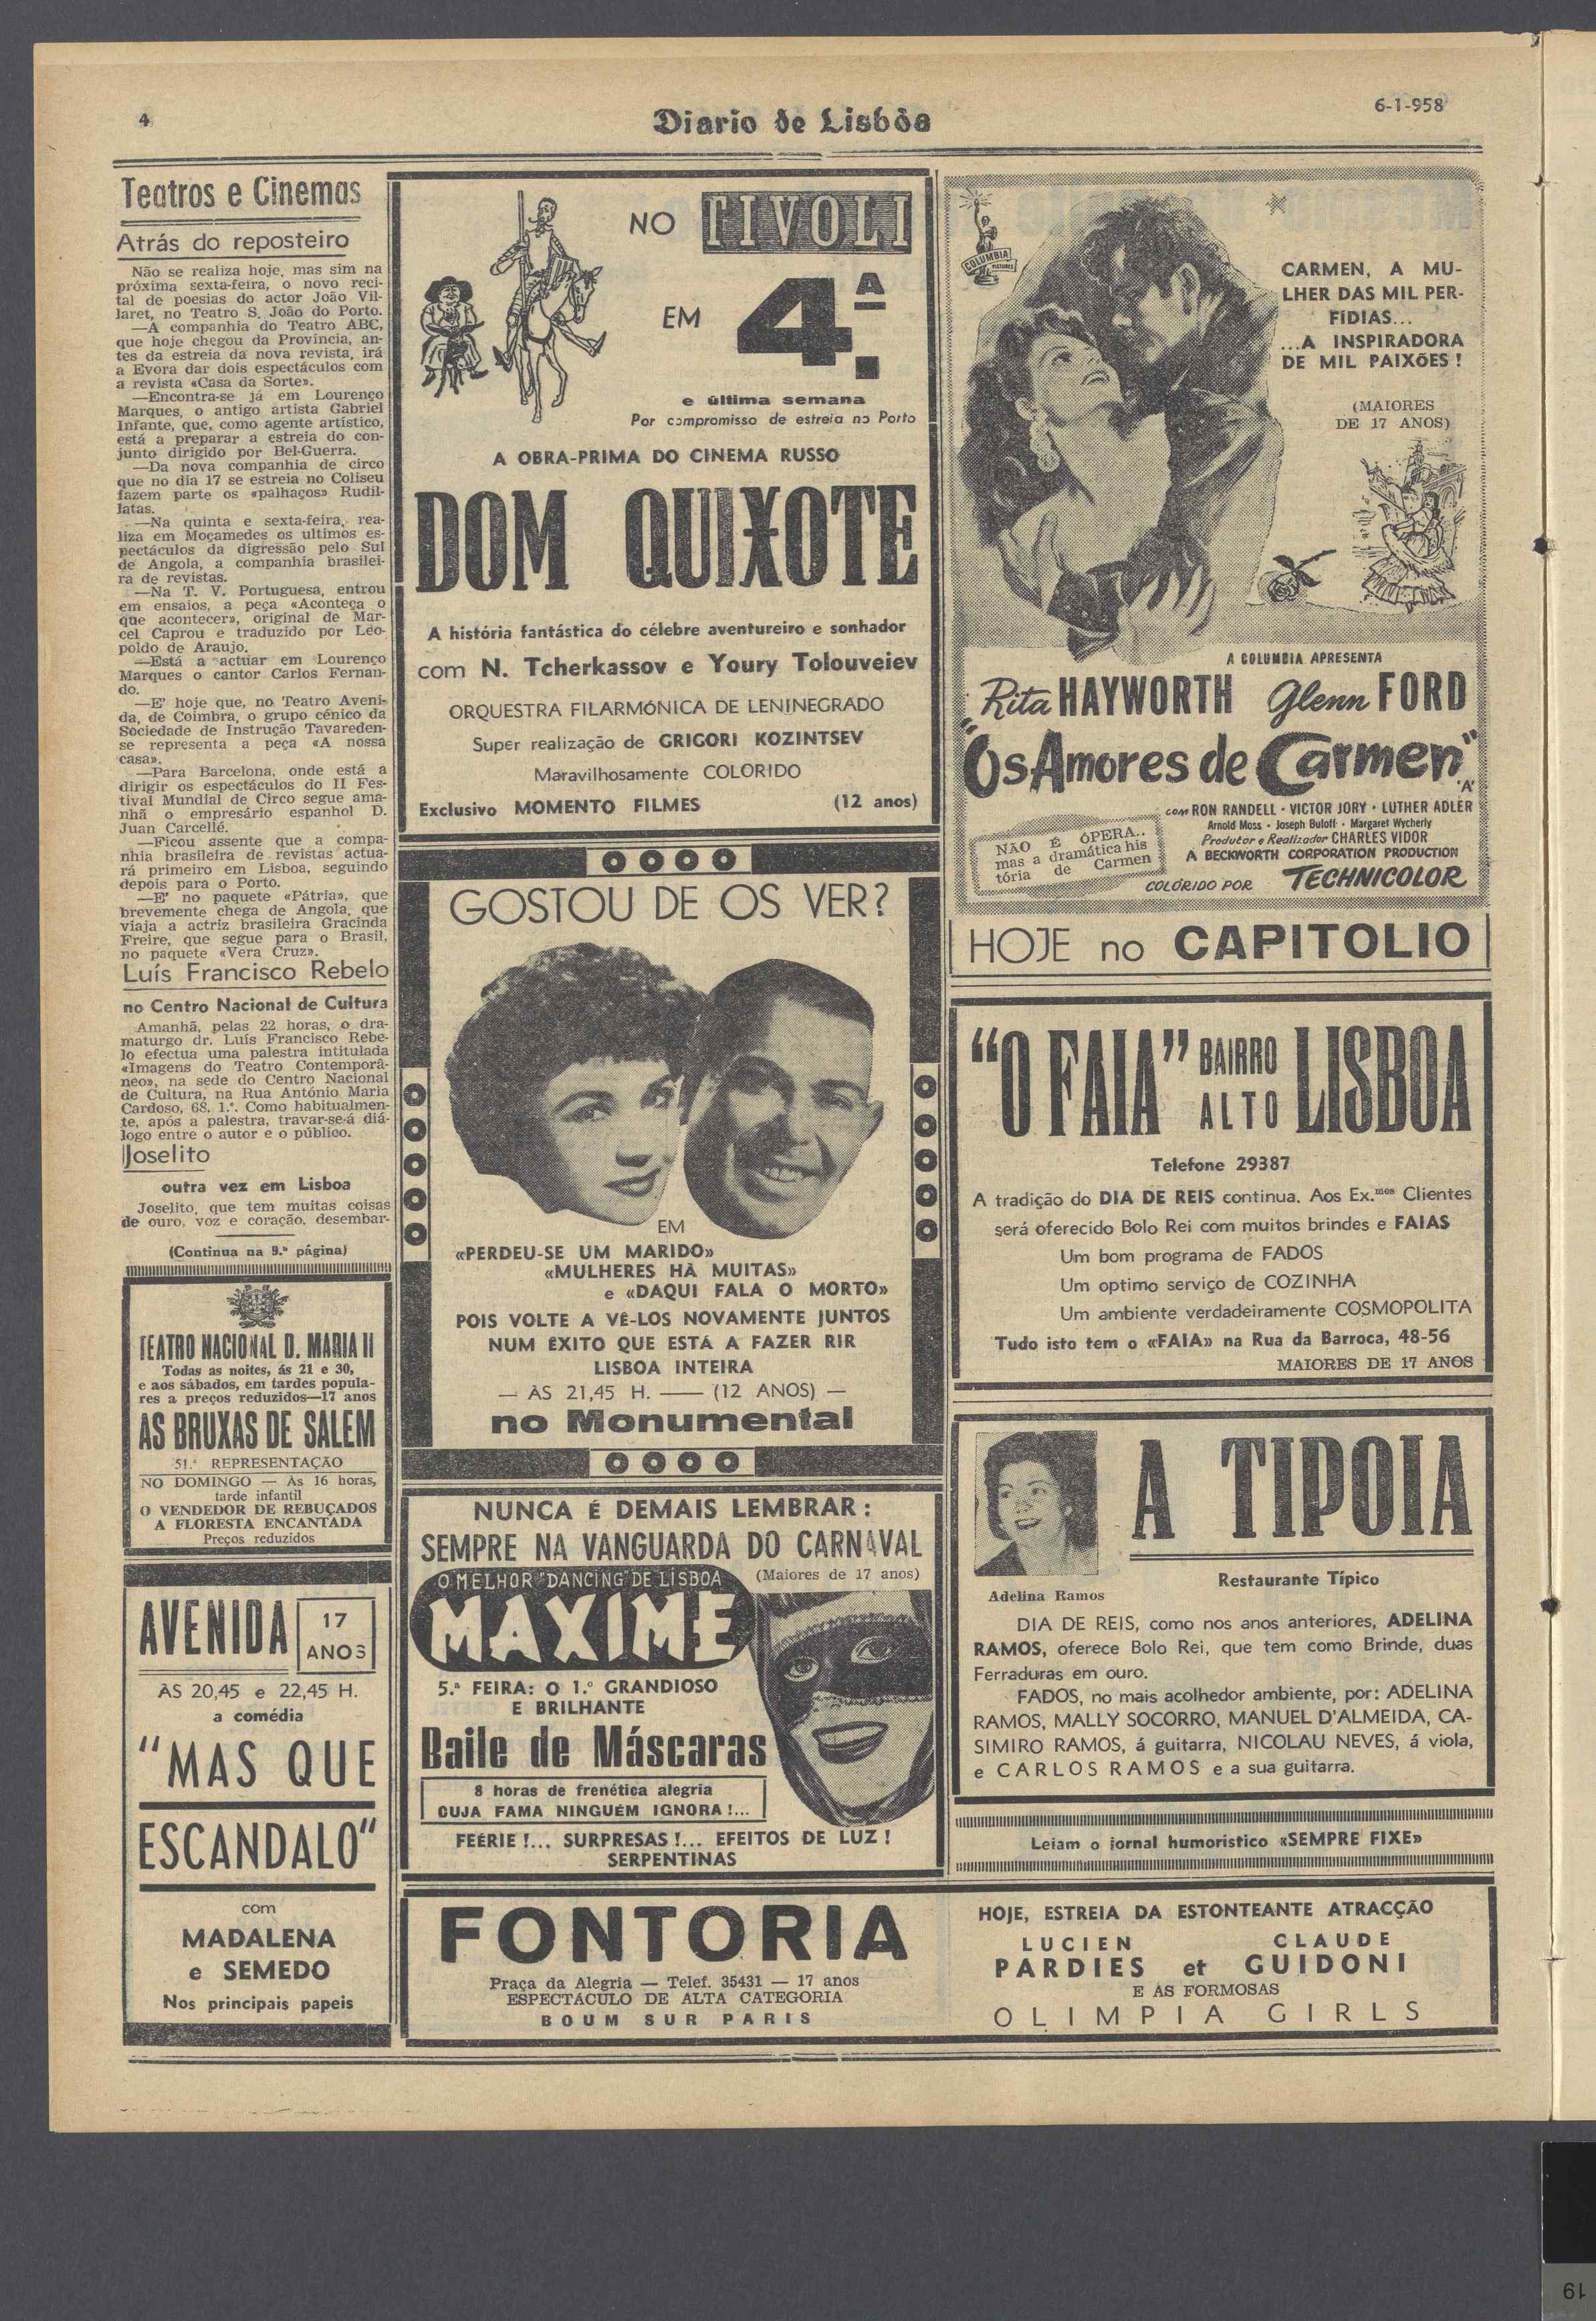 4
Diario de Lisbôa
6-1-958
Teatros e Cinemas
Atrás do reposteiro
Não se realiza hoje, mas sim na
próxima sexta-feira, o novo reci-
tal de poesias do actor João Vil-
laret, no Teatro S. João do Porto.
—A companhia do Teatro ABC,
que hoje chegou da Província, an-
tes da estreia da nova revista, irá
a Evora dar dois espectáculos com
a revista «Casa da Sorte».
—Encontra-se já em Lourenço
Marques, o antigo artista Gabriel
Infante, que, como agente artístico,
está a preparar a estreia do con-
junto dirigido por Bel-Guerra.
—Da nova companhia de circo
que no dia 17 se estreia no Coliseu
fazem parte os «palhaços» Rudil-
latas.
—Na quinta e sexta-feira, rea-
liza em Moçamedes os ultimos es-
pectáculos da digressão pelo Sul
de Angola, a companhia brasilei-
ra de revistas.
—Na T. V. Portuguesa, entrou
em ensaios, a peça «Aconteça o
que acontecer», original de Mar-
cel Caprou e traduzido por Leo-
poldo de Araujo.
—Está a actuar em Lourenço
Marques o cantor Carlos Fernan-
do.
—E' hoje que, no Teatro Aveni-
da, de Coimbra, o grupo cénico da
Sociedade de Instrução Tavareden-
se representa a peça «A nossa
casa».
—Para Barcelona, onde está a
dirigir os espectáculos do II Fes-
tival Mundial de Circo segue ama-
nhã o empresário espanhol D.
Juan Carcellé.
—Ficou assente que a compa-
nhia brasileira de revistas actua-
rá primeiro em Lisboa, seguindo
depois para o Porto.
—E' no paquete «Pátria», que
brevemente chega de Angola, que
viaja a actriz brasileira Gracinda
Freire, que segue para o Brasil,
no paquete «Vera Cruz».
Luís Francisco Rebelo
no Centro Nacional de Cultura
Amanhã, pelas 22 horas, o dra-
maturgo dr. Luís Francisco Rebe-
lo efectua uma palestra intitulada
«Imagens do Teatro Contemporâ-
neo», na sede do Centro Nacional
de Cultura, na Rua António Maria
Cardoso, 68, 1.º. Como habitualmen-
te, após a palestra, travar-se-á diá-
logo entre o autor e o público.
Joselito
outra vez em Lisboa
Joselito, que tem muitas coisas
de ouro, voz e coração, desembar-
(Continua na 9.ª página)
TEATRO NACIONAL D. MARIA II
Todas as noites, ás 21 e 30,
e aos sábados, em tardes popula-
res a preços reduzidos—17 anos
AS BRUXAS DE SALEM
51.ª REPRESENTAÇÃO
NO DOMINGO — Às 16 horas,
tarde infantil
O VENDEDOR DE REBUÇADOS
A FLORESTA ENCANTADA
Preços reduzidos
AVENIDA
17
ANOS
ÀS 20,45 e 22,45 H.
a comédia
"MAS QUE
ESCANDALO"
com
MADALENA
e SEMEDO
Nos principais papeis
NO TIVOLI
EM 4.ª
e última semana
Por compromisso de estreia no Porto
A OBRA-PRIMA DO CINEMA RUSSO
DOM QUIXOTE
A história fantástica do célebre aventureiro e sonhador
com N. Tcherkassov e Youry Tolouveiev
ORQUESTRA FILARMÓNICA DE LENINEGRADO
Super realização de GRIGORI KOZINTSEV
Maravilhosamente COLORIDO
Exclusivo MOMENTO FILMES (12 anos)
GOSTOU DE OS VER?
EM
«PERDEU-SE UM MARIDO»
«MULHERES HÀ MUITAS»
e «DAQUI FALA O MORTO»
POIS VOLTE A VÊ-LOS NOVAMENTE JUNTOS
NUM ÊXITO QUE ESTÁ A FAZER RIR
LISBOA INTEIRA
— ÀS 21,45 H. —— (12 ANOS) —
no Monumental
NUNCA É DEMAIS LEMBRAR:
SEMPRE NA VANGUARDA DO CARNAVAL
O MELHOR "DANCING" DE LISBOA
(Maiores de 17 anos)
MAXIME
5.ª FEIRA: O 1.º GRANDIOSO
E BRILHANTE
Baile de Máscaras
8 horas de frenética alegria
CUJA FAMA NINGUÉM IGNORA!...
FEÉRIE!... SURPRESAS!... EFEITOS DE LUZ!
SERPENTINAS
COLUMBIA
PICTURES
CARMEN, A MU-
LHER DAS MIL PER-
FÍDIAS...
...A INSPIRADORA
DE MIL PAIXÕES!
(MAIORES
DE 17 ANOS)
A COLUMBIA APRESENTA
Rita HAYWORTH Glenn FORD
"Os Amores de Carmen"
'A'
com RON RANDELL · VICTOR JORY · LUTHER ADLER
Arnold Moss · Joseph Buloff · Margaret Wycherly
Produtor e Realizador CHARLES VIDOR
A BECKWORTH CORPORATION PRODUCTION
COLORIDO POR TECHNICOLOR
NÃO É ÓPERA..
mas a dramática his
tória de Carmen
HOJE no CAPITOLIO
"O FAIA" BAIRRO ALTO LISBOA
Telefone 29387
A tradição do DIA DE REIS continua. Aos Ex.mos Clientes
será oferecido Bolo Rei com muitos brindes e FAIAS
Um bom programa de FADOS
Um optimo serviço de COZINHA
Um ambiente verdadeiramente COSMOPOLITA
Tudo isto tem o «FAIA» na Rua da Barroca, 48-56
MAIORES DE 17 ANOS
A TIPOIA
Adelina Ramos
Restaurante Típico
DIA DE REIS, como nos anos anteriores, ADELINA
RAMOS, oferece Bolo Rei, que tem como Brinde, duas
Ferraduras em ouro.
FADOS, no mais acolhedor ambiente, por: ADELINA
RAMOS, MALLY SOCORRO, MANUEL D'ALMEIDA, CA-
SIMIRO RAMOS, á guitarra, NICOLAU NEVES, á viola,
e CARLOS RAMOS e a sua guitarra.
Leiam o jornal humorístico «SEMPRE FIXE»
FONTORIA
Praça da Alegria — Telef. 35431 — 17 anos
ESPECTÁCULO DE ALTA CATEGORIA
BOUM SUR PARIS
HOJE, ESTREIA DA ESTONTEANTE ATRACÇÃO
LUCIEN CLAUDE
PARDIES et GUIDONI
E AS FORMOSAS
OLIMPIA GIRLS
19